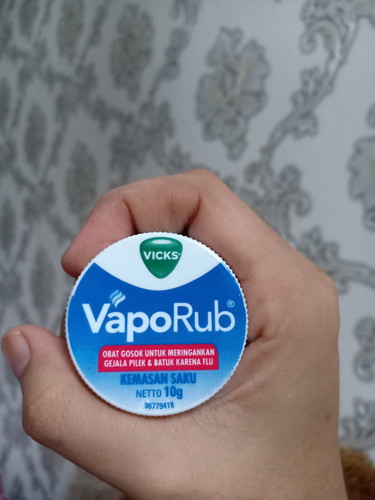 VICKS
VapoRub®
OBAT GOSOK UNTUK MERINGANKAN
GEJALA PILEK & BATUK KARENA FLU
KEMASAN SAKU
NETTO 10g
96779418